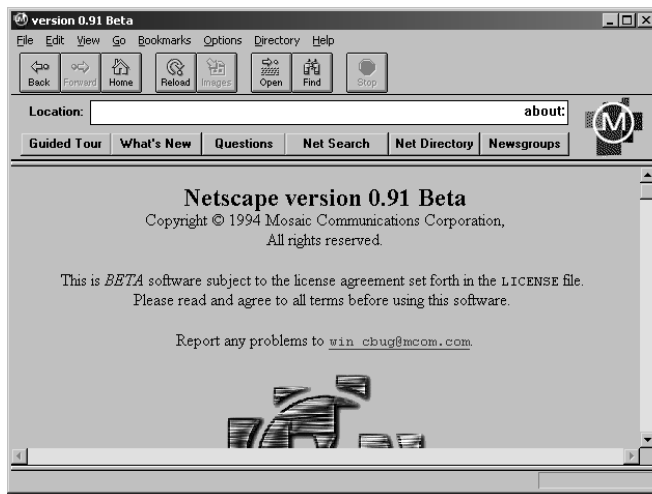 version 0.91 Beta
File Edit View Go Bookmarks Options Directory Help
Back Forward Home Reload Images Open Find Stop
Location: about:
Guided Tour What's New Questions Net Search Net Directory Newsgroups
M
Netscape version 0.91 Beta
Copyright © 1994 Mosaic Communications Corporation,
All rights reserved.
This is BETA software subject to the license agreement set forth in the LICENSE file.
Please read and agree to all terms before using this software.
Report any problems to win_cbug@mcom.com.